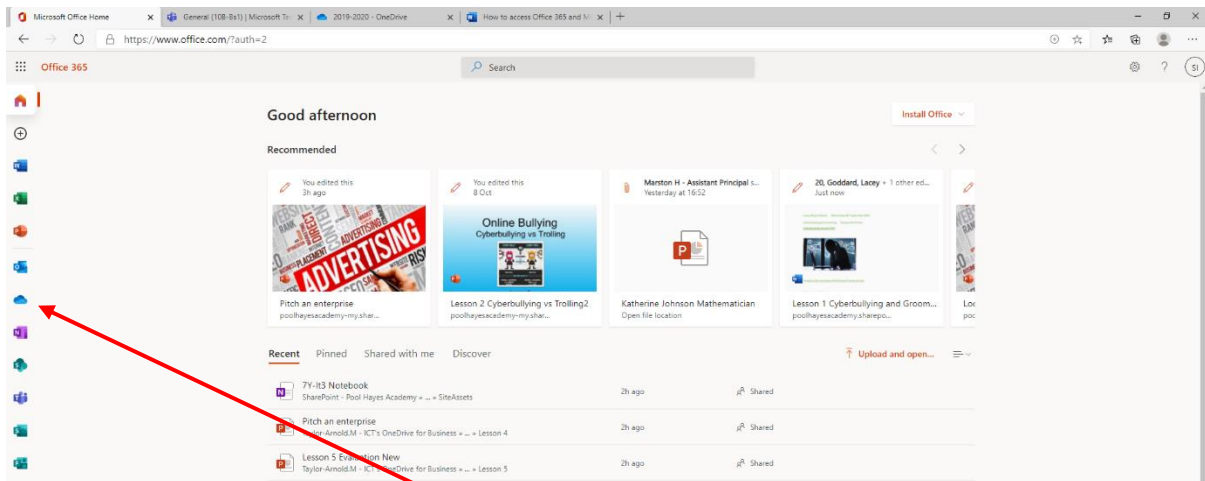 Microsoft Office Home
General (10B-Bs1) | Microsoft Te
2019-2020 - OneDrive
How to access Office 365 and M
https://www.office.com/?auth=2
Office 365
Search
SI
Good afternoon
Install Office
Recommended
You edited this
3h ago
ADVERTISING
Pitch an enterprise
poolhayesacademy-my.shar...
You edited this
8 Oct
Online Bullying
Cyberbullying vs Trolling
Lesson 2 Cyberbullying vs Trolling2
poolhayesacademy-my.shar...
Marston H - Assistant Principal s...
Yesterday at 16:52
Katherine Johnson Mathematician
Open file location
20, Goddard, Lacey + 1 other ed...
Just now
Lesson 1 Cyberbullying and Groom...
poolhayesacademy.sharepo...
Recent Pinned Shared with me Discover
Upload and open...
7Y-It3 Notebook
SharePoint - Pool Hayes Academy » ... » SiteAssets
2h ago
Shared
Pitch an enterprise
Taylor-Arnold.M - ICT's OneDrive for Business » ... » Lesson 4
2h ago
Shared
Lesson 5 Evaluation New
Taylor-Arnold.M - ICT's OneDrive for Business » ... » Lesson 5
2h ago
Shared